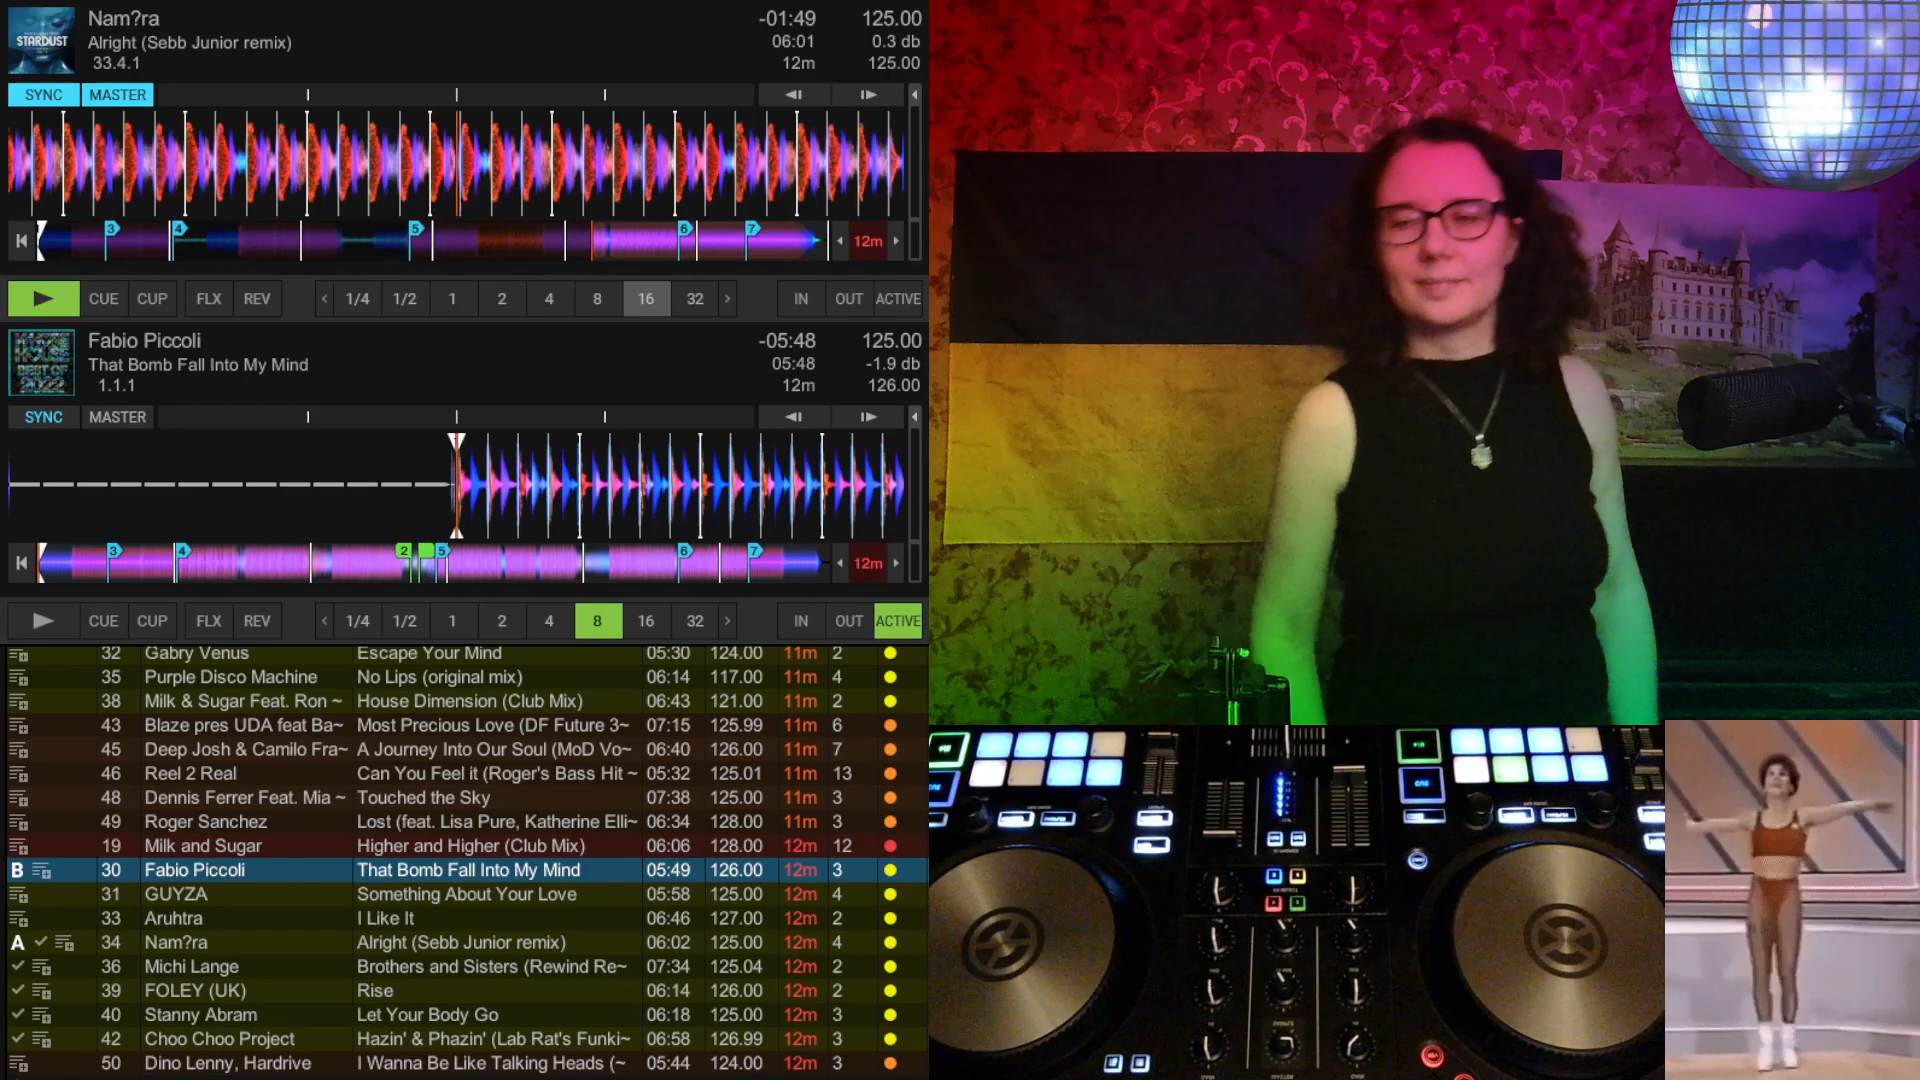 STARDUST
Nam?ra
-01:49
125.00
Alright (Sebb Junior remix)
06:01
0.3 db
33.4.1
12m
125.00
SYNC
MASTER
3
4
5
6
7
12m
CUE
CUP
FLX
REV
1/4
1/2
1
2
4
8
16
32
IN
OUT
ACTIVE
HOUSE
BEST OF
2022
Fabio Piccoli
-05:48
125.00
That Bomb Fall Into My Mind
05:48
-1.9 db
1.1.1
12m
126.00
SYNC
MASTER
3
4
2
5
6
7
12m
CUE
CUP
FLX
REV
1/4
1/2
1
2
4
8
16
32
IN
OUT
ACTIVE
32 Gabry Venus Escape Your Mind 05:30 124.00 11m 2
35 Purple Disco Machine No Lips (original mix) 06:14 117.00 11m 4
38 Milk & Sugar Feat. Ron ~ House Dimension (Club Mix) 06:43 121.00 11m 2
43 Blaze pres UDA feat Ba~ Most Precious Love (DF Future 3~ 07:15 125.99 11m 6
45 Deep Josh & Camilo Fra~ A Journey Into Our Soul (MoD Vo~ 06:40 126.00 11m 7
46 Reel 2 Real Can You Feel it (Roger's Bass Hit ~ 05:32 125.01 11m 13
48 Dennis Ferrer Feat. Mia ~ Touched the Sky 07:38 125.00 11m 3
49 Roger Sanchez Lost (feat. Lisa Pure, Katherine Elli~ 06:34 128.00 11m 3
19 Milk and Sugar Higher and Higher (Club Mix) 06:06 128.00 12m 12
B 30 Fabio Piccoli That Bomb Fall Into My Mind 05:49 126.00 12m 3
31 GUYZA Something About Your Love 05:58 125.00 12m 4
33 Aruhtra I Like It 06:46 127.00 12m 2
A 34 Nam?ra Alright (Sebb Junior remix) 06:02 125.00 12m 4
36 Michi Lange Brothers and Sisters (Rewind Re~ 07:34 125.04 12m 2
39 FOLEY (UK) Rise 06:14 126.00 12m 2
40 Stanny Abram Let Your Body Go 06:18 125.00 12m 3
42 Choo Choo Project Hazin' & Phazin' (Lab Rat's Funki~ 06:58 126.99 12m 3
50 Dino Lenny, Hardrive I Wanna Be Like Talking Heads (~ 05:44 124.00 12m 3